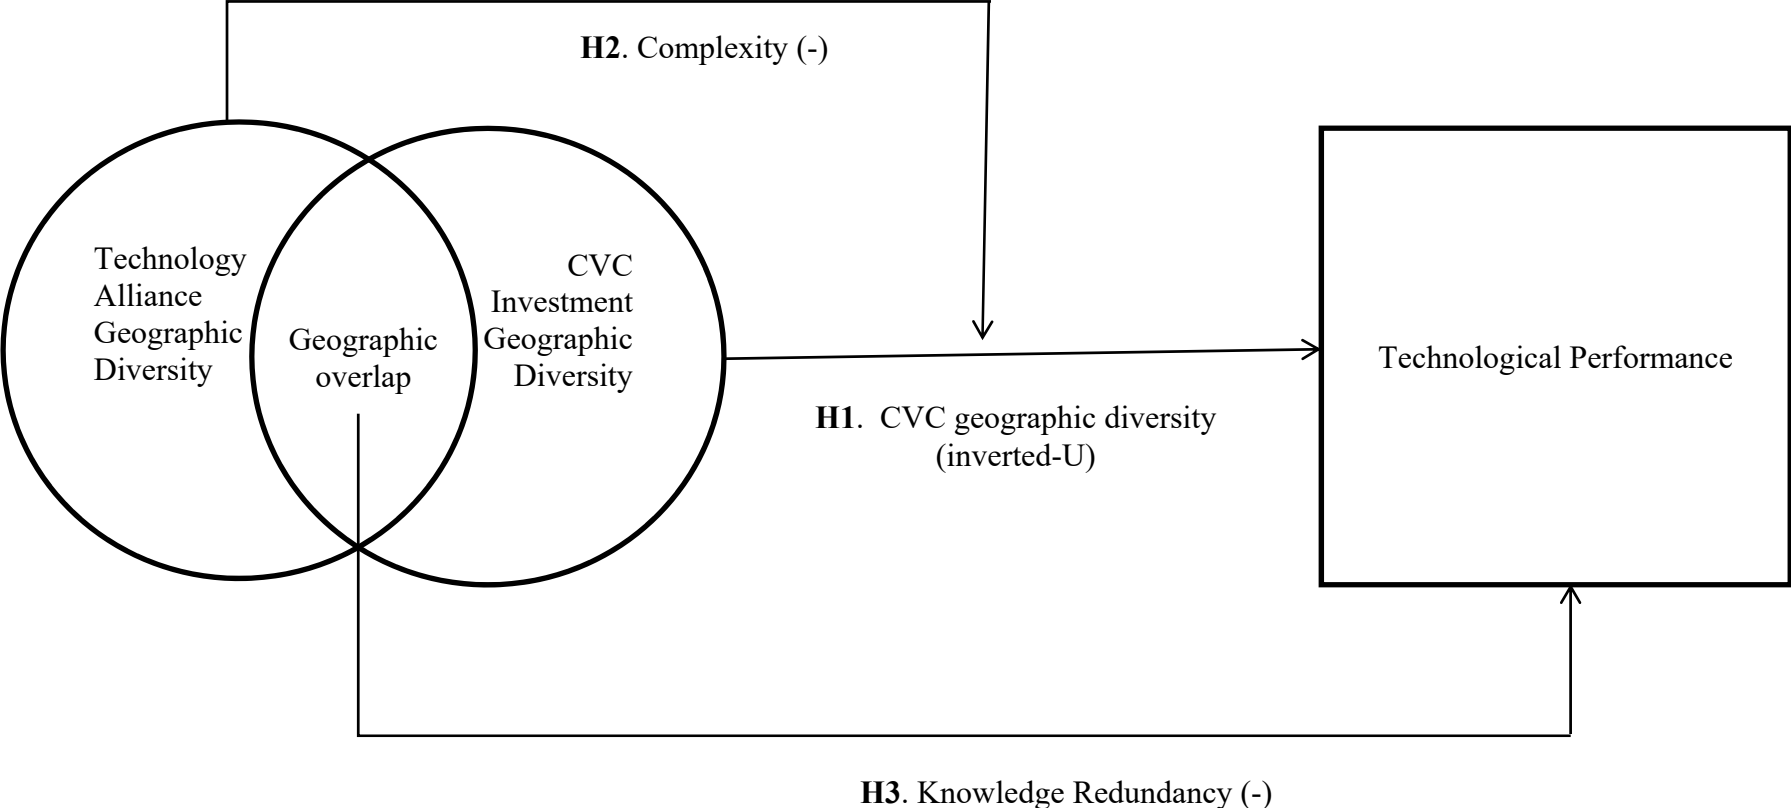 H2. Complexity (-)
Technology
Alliance
Geographic
Diversity
Geographic
overlap
CVC
Investment
Geographic
Diversity
H1. CVC geographic diversity
(inverted-U)
Technological Performance
H3. Knowledge Redundancy (-)